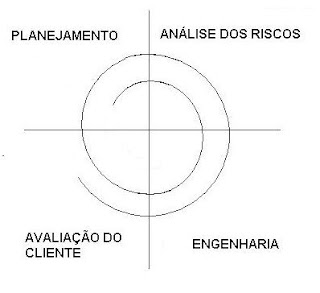 PLANEJAMENTO
ANÁLISE DOS RISCOS
AVALIAÇÃO DO
CLIENTE
ENGENHARIA